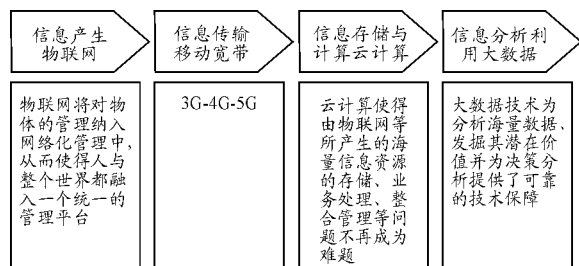 信息产生
物联网
信息传输
移动宽带
信息存储与
计算云计算
信息分析利
用大数据
物联网将对物
体的管理纳入
网络化管理中,
从而使得人与
整个世界都融
入一个统一的
管理平台
3G-4G-5G
云计算使得
由物联网等
所产生的海
量信息资源
的存储、业
务处理、整
合管理等问
题不再成为
难题
大数据技术为
分析海量数据、
发掘其潜在价
值并为决策分
析提供了可靠
的技术保障